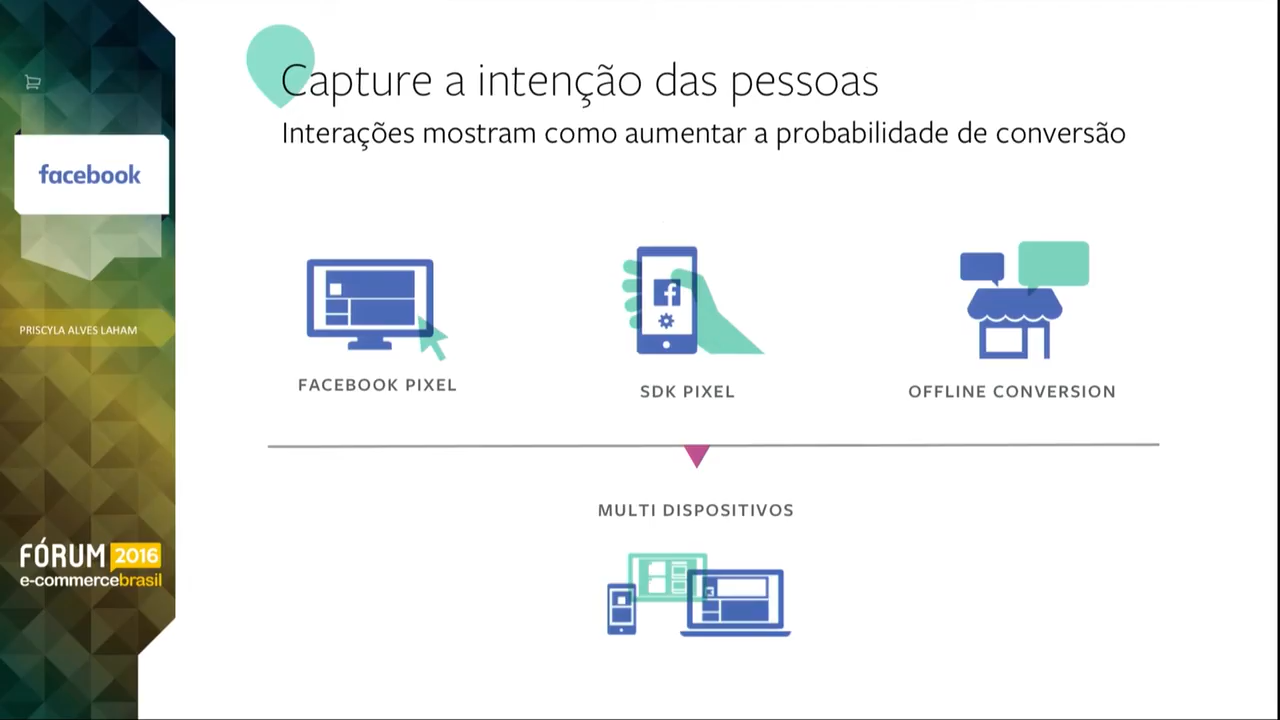 Capture a intenção das pessoas
Interações mostram como aumentar a probabilidade de conversão
facebook
PRISCYLA ALVES LAHAM
FACEBOOK PIXEL
SDK PIXEL
OFFLINE CONVERSION
MULTI DISPOSITIVOS
FÓRUM 2016
e-commercebrasil